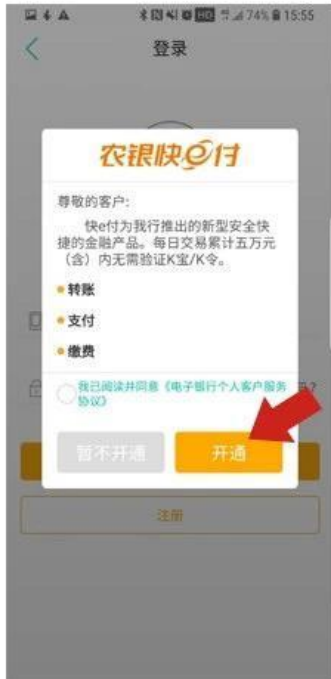 HD 74% 15:55
登录
农银快e付
尊敬的客户:
快e付为我行推出的新型安全快
捷的金融产品。每日交易累计五万元
（含）内无需验证K宝/K令。
转账
支付
缴费
我已阅读并同意《电子银行个人客户服务
协议》
暂不开通
开通
注册